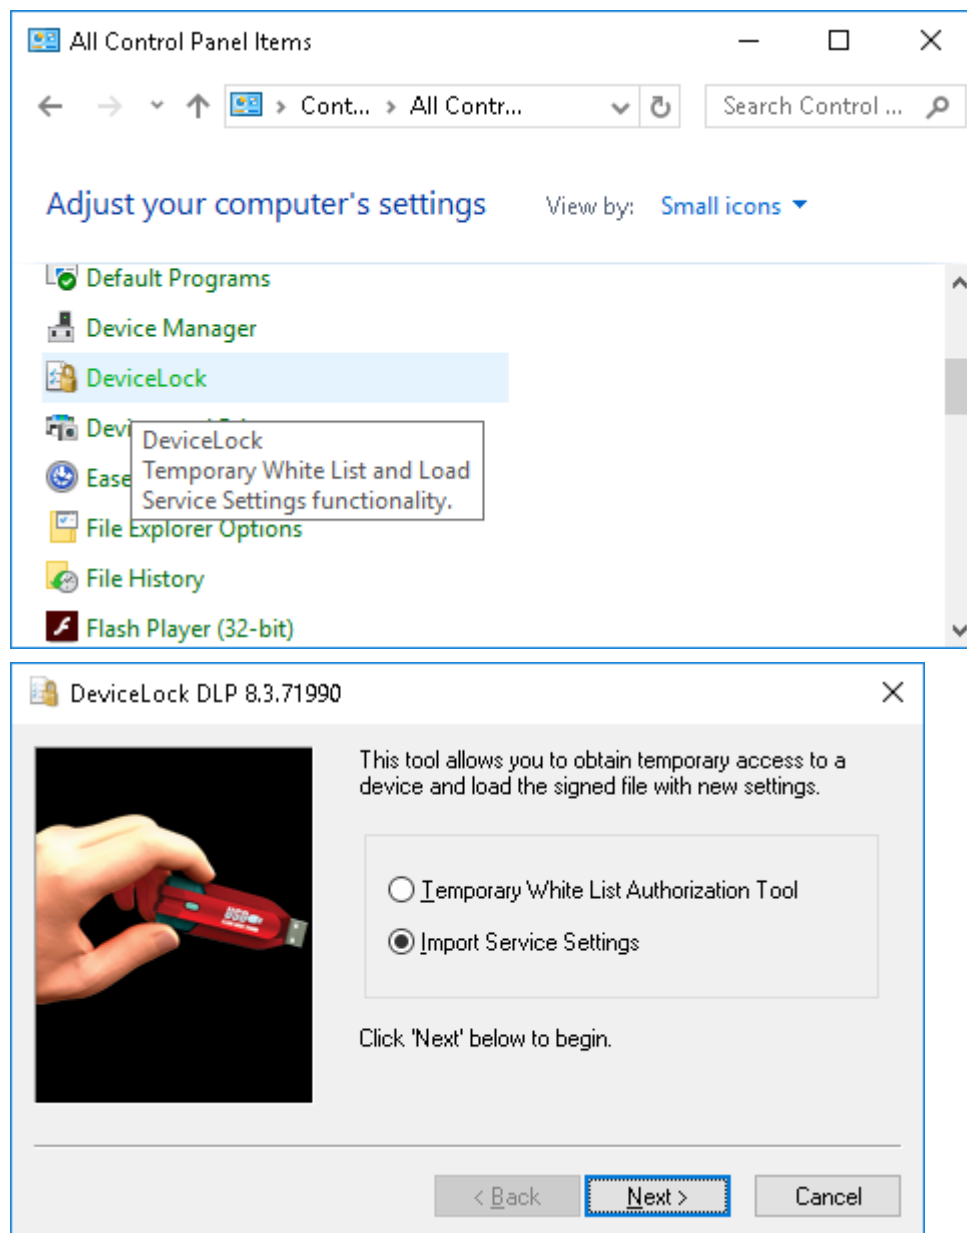 All Control Panel Items
Cont... > All Contr...
Search Control ...
Adjust your computer's settings
View by: Small icons
Default Programs
Device Manager
DeviceLock
Devi
DeviceLock
Temporary White List and Load
Service Settings functionality.
Ease
File Explorer Options
File History
Flash Player (32-bit)
DeviceLock DLP 8.3.71990
This tool allows you to obtain temporary access to a
device and load the signed file with new settings.
USB
Temporary White List Authorization Tool
Import Service Settings
Click 'Next' below to begin.
< Back
Next >
Cancel